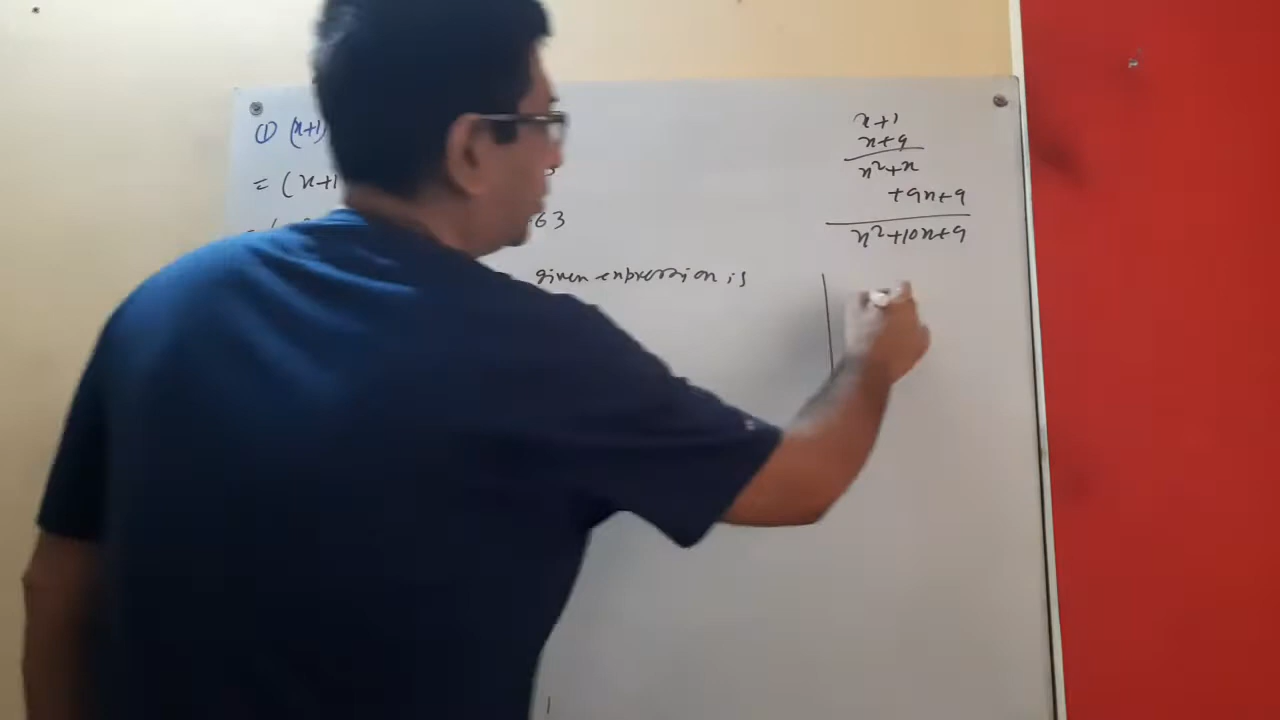 ① (x+1)
= (x+1
63
given expression is
x+1
x+9
x²+x
+9x+9
x²+10x+9